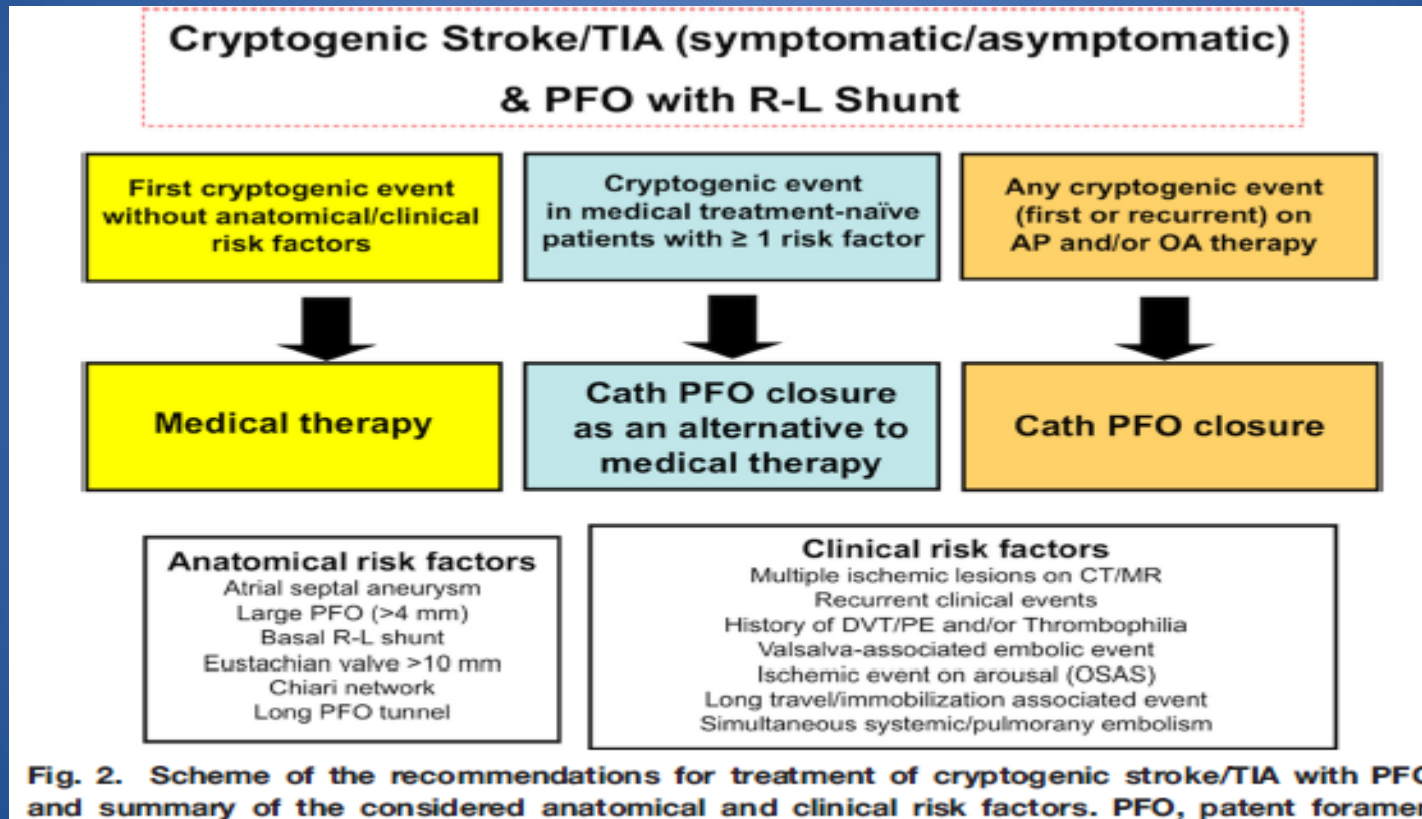 Cryptogenic Stroke/TIA (symptomatic/asymptomatic)
& PFO with R-L Shunt
First cryptogenic event
without anatomical/clinical
risk factors
Cryptogenic event
in medical treatment-naïve
patients with ≥ 1 risk factor
Any cryptogenic event
(first or recurrent) on
AP and/or OA therapy
Medical therapy
Cath PFO closure
as an alternative to
medical therapy
Cath PFO closure
Anatomical risk factors
Atrial septal aneurysm
Large PFO (>4 mm)
Basal R-L shunt
Eustachian valve >10 mm
Chiari network
Long PFO tunnel
Clinical risk factors
Multiple ischemic lesions on CT/MR
Recurrent clinical events
History of DVT/PE and/or Thrombophilia
Valsalva-associated embolic event
Ischemic event on arousal (OSAS)
Long travel/immobilization associated event
Simultaneous systemic/pulmorany embolism
Fig. 2. Scheme of the recommendations for treatment of cryptogenic stroke/TIA with PFO
and summary of the considered anatomical and clinical risk factors. PFO, patent foramen